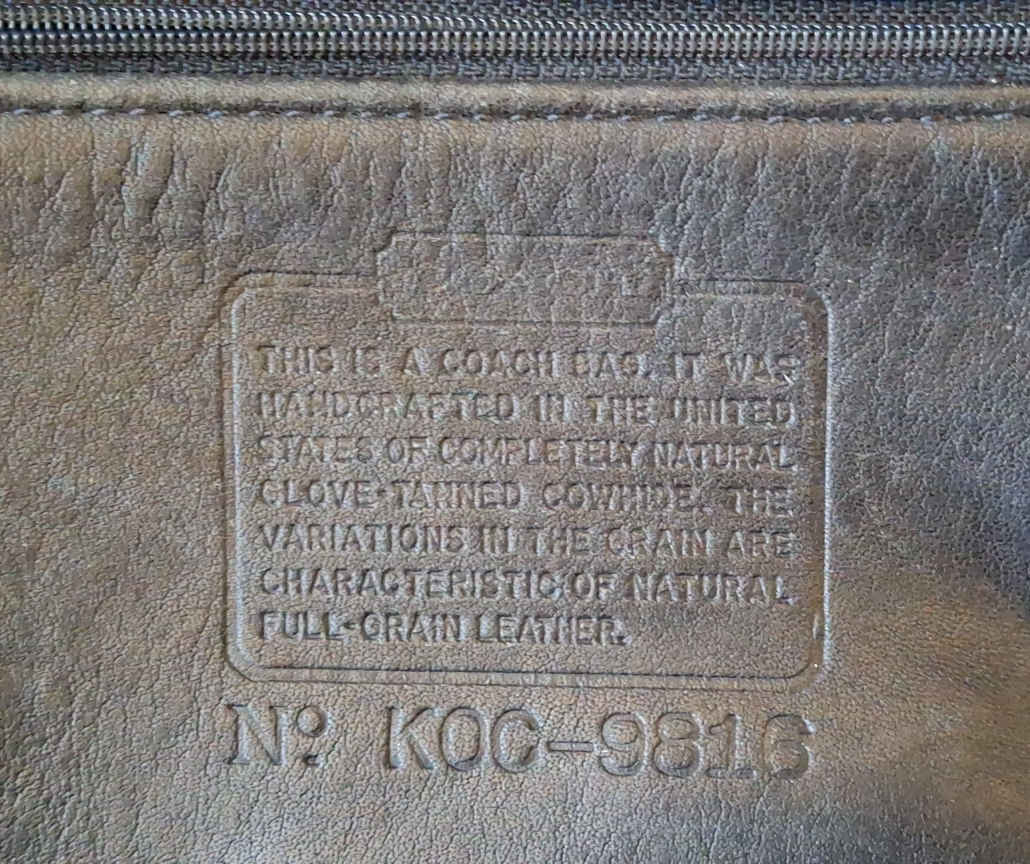 THIS IS A COACH BAG. IT WAS
HANDCRAFTED IN THE UNITED
STATES OF COMPLETELY NATURAL
GLOVE-TANNED COWHIDE. THE
VARIATIONS IN THE GRAIN ARE
CHARACTERISTIC OF NATURAL
FULL-GRAIN LEATHER.
Nº K0C-9816